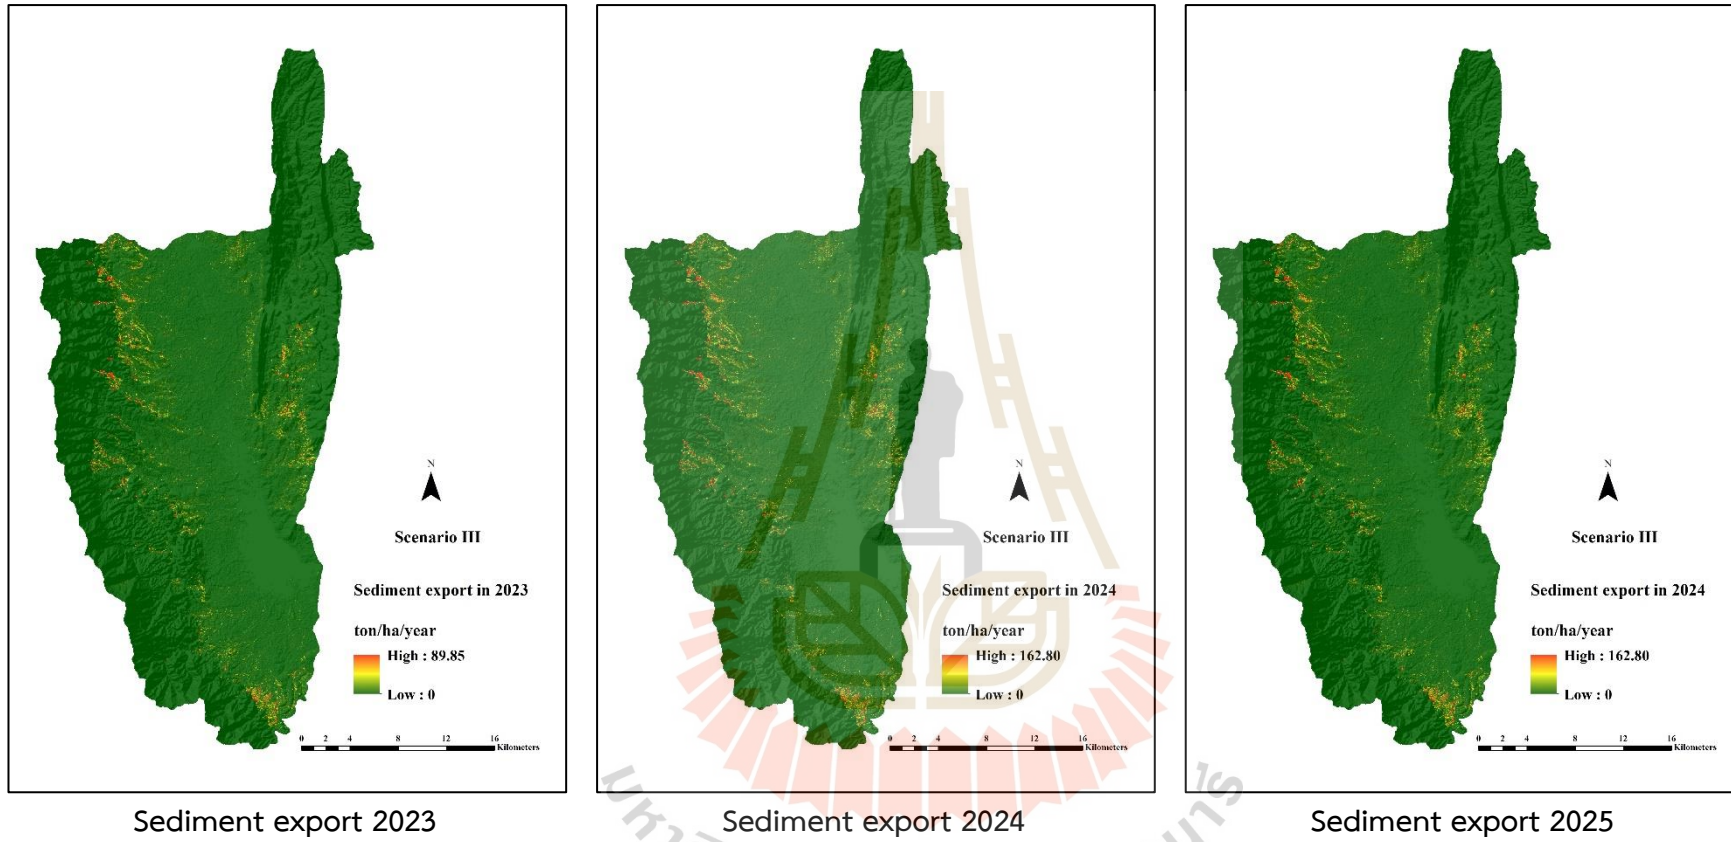 N
Scenario III
Sediment export in 2023
ton/ha/year
High : 89.85
Low : 0
0 2 4 8 12 16
Kilometers
Sediment export 2023
N
Scenario III
Sediment export in 2024
ton/ha/year
High : 162.80
Low : 0
0 2 4 8 12 16
Kilometers
Sediment export 2024
N
Scenario III
Sediment export in 2024
ton/ha/year
High : 162.80
Low : 0
0 2 4 8 12 16
Kilometers
Sediment export 2025